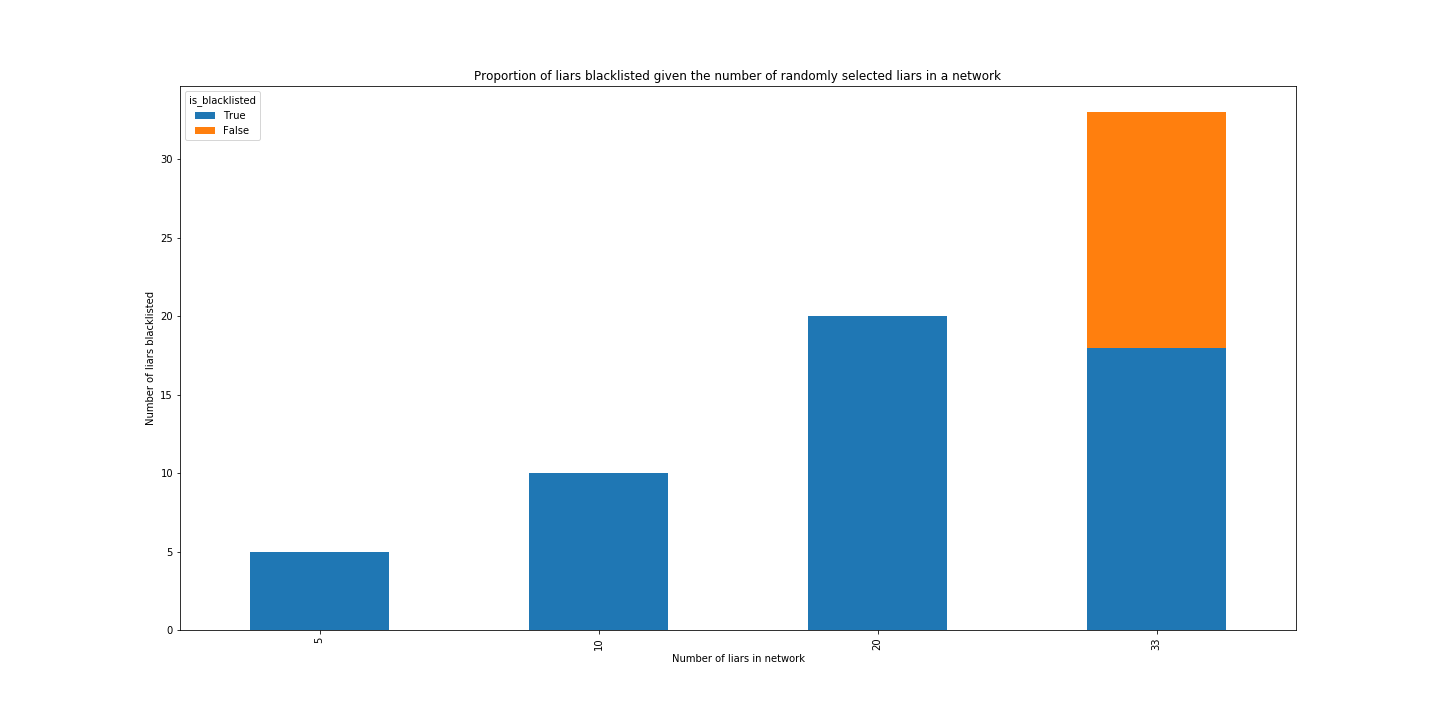 Proportion of liars blacklisted given the number of randomly selected liars in a network
is_blacklisted
True
False
30
25
20
15
10
5
0
Number of liars blacklisted
5
10
20
33
Number of liars in network